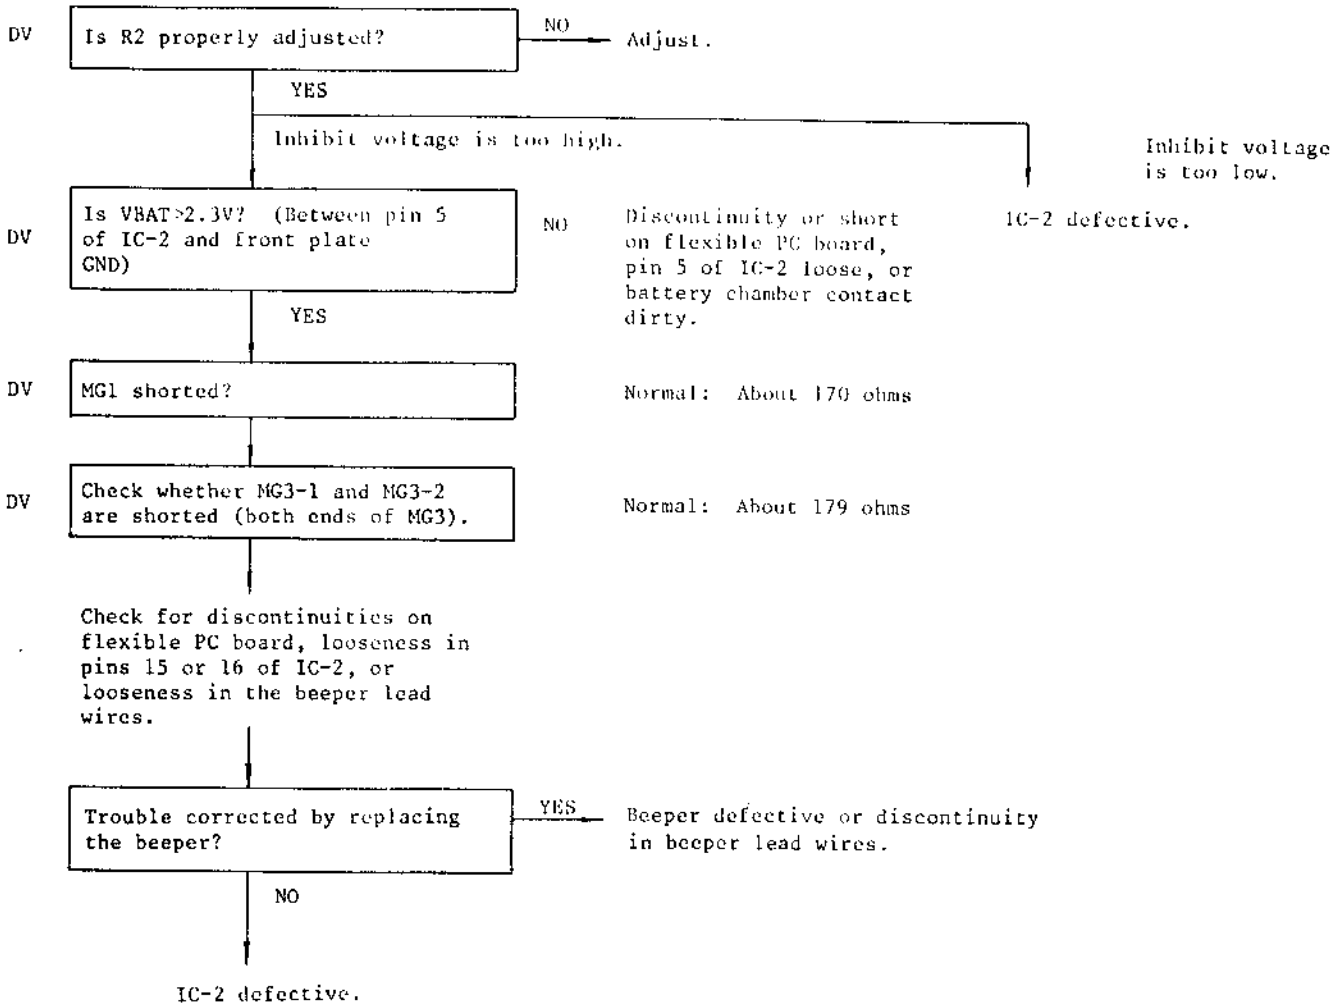 DV
Is R2 properly adjusted?
NO
Adjust.
YES
Inhibit voltage is too high.
Inhibit voltage
is too low.
IC-2 defective.
DV
Is VBAT>2.3V? (Between pin 5
of IC-2 and front plate
GND)
NO
Discontinuity or short
on flexible PC board,
pin 5 of IC-2 loose, or
battery chamber contact
dirty.
YES
DV
MG1 shorted?
Normal: About 170 ohms
DV
Check whether MG3-1 and MG3-2
are shorted (both ends of MG3).
Normal: About 179 ohms
Check for discontinuities on
flexible PC board, looseness in
pins 15 or 16 of IC-2, or
looseness in the beeper lead
wires.
Trouble corrected by replacing
the beeper?
YES
Beeper defective or discontinuity
in beeper lead wires.
NO
IC-2 defective.